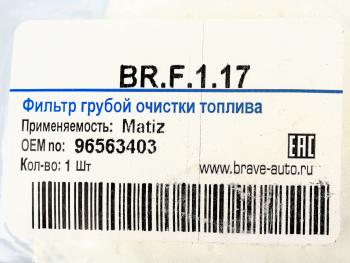 BR.F.1.17
Фильтр грубой очистки топлива
Применяемость: Matiz
OEM no: 96563403
EAC
Кол-во: 1 Шт
www.brave-auto.ru